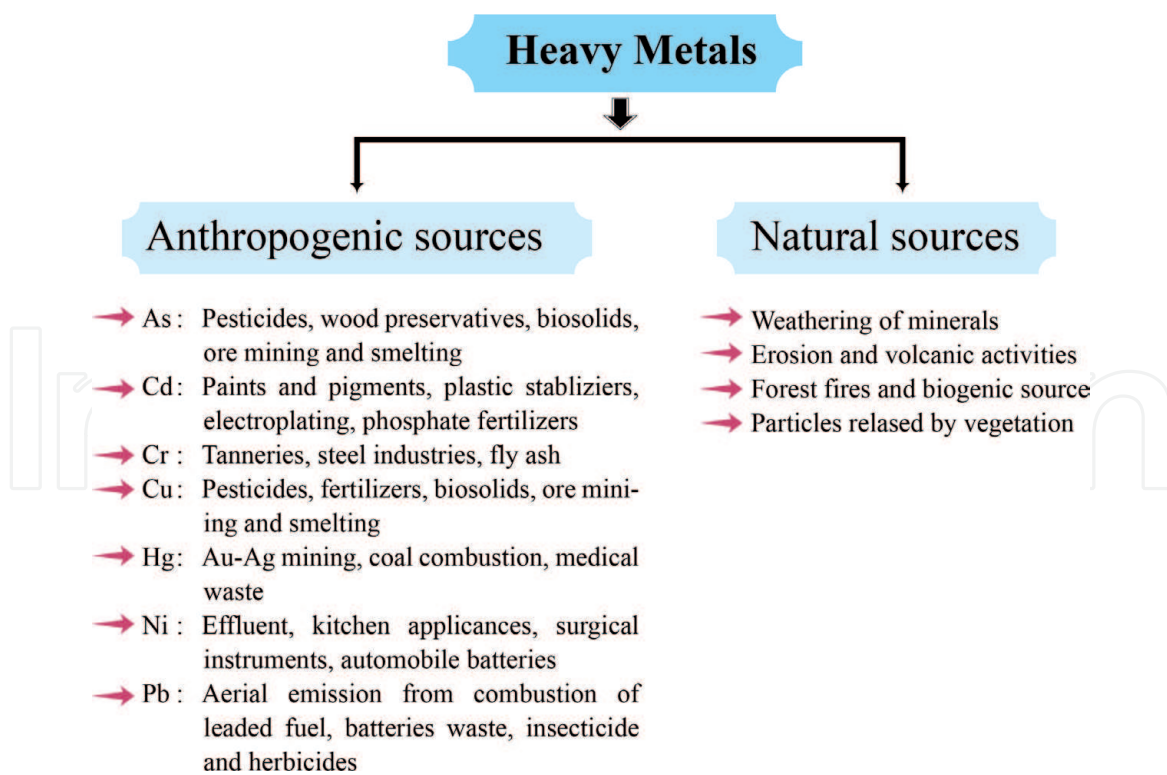 Heavy Metals
Anthropogenic sources
As: Pesticides, wood preservatives, biosolids,
ore mining and smelting
Cd: Paints and pigments, plastic stabliziers,
electroplating, phosphate fertilizers
Cr: Tanneries, steel industries, fly ash
Cu: Pesticides, fertilizers, biosolids, ore mini-
ing and smelting
Hg: Au-Ag mining, coal combustion, medical
waste
Ni: Effluent, kitchen applicances, surgical
instruments, automobile batteries
Pb: Aerial emission from combustion of
leaded fuel, batteries waste, insecticide
and herbicides
Natural sources
Weathering of minerals
Erosion and volcanic activities
Forest fires and biogenic source
Particles relased by vegetation